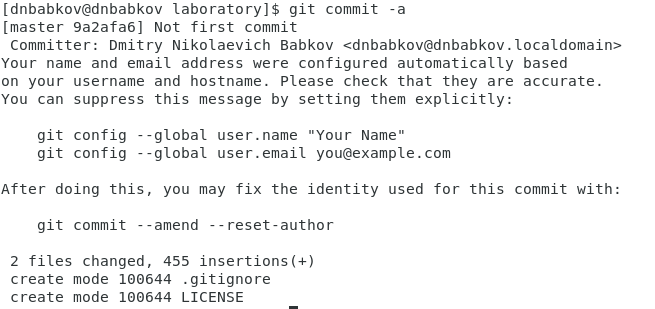 [dnbabkov@dnbabkov laboratory]$ git commit -a
[master 9a2afa6] Not first commit
 Committer: Dmitry Nikolaevich Babkov <dnbabkov@dnbabkov.localdomain>
Your name and email address were configured automatically based
on your username and hostname. Please check that they are accurate.
You can suppress this message by setting them explicitly:

    git config --global user.name "Your Name"
    git config --global user.email you@example.com

After doing this, you may fix the identity used for this commit with:

    git commit --amend --reset-author

 2 files changed, 455 insertions(+)
 create mode 100644 .gitignore
 create mode 100644 LICENSE